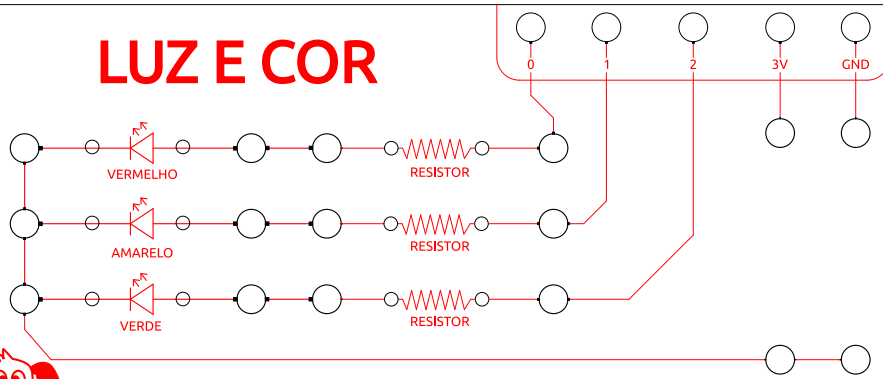 LUZ E COR
0 1 2 3V GND
VERMELHO RESISTOR
AMARELO RESISTOR
VERDE RESISTOR